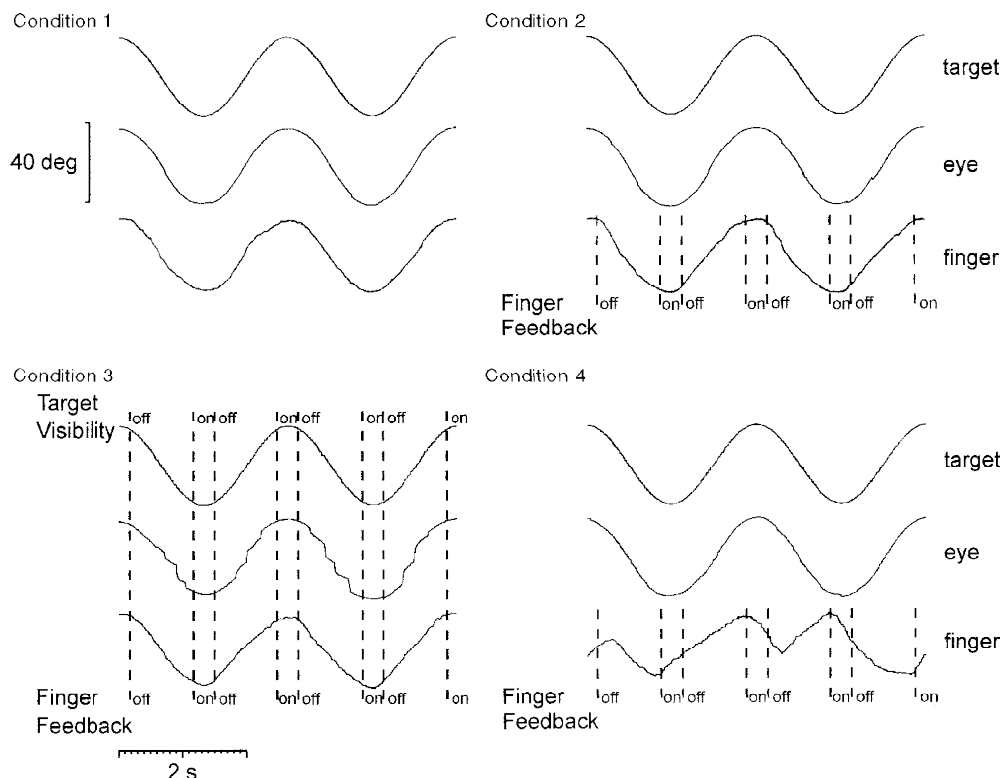 Condition 1
Condition 2
target
40 deg
eye
finger
Finger Feedback
off on off on off on off on
Condition 3
Condition 4
Target Visibility
off on off on off on off on
target
eye
finger
Finger Feedback
off on off on off on off on
Finger Feedback
off on off on off on off on
2 s